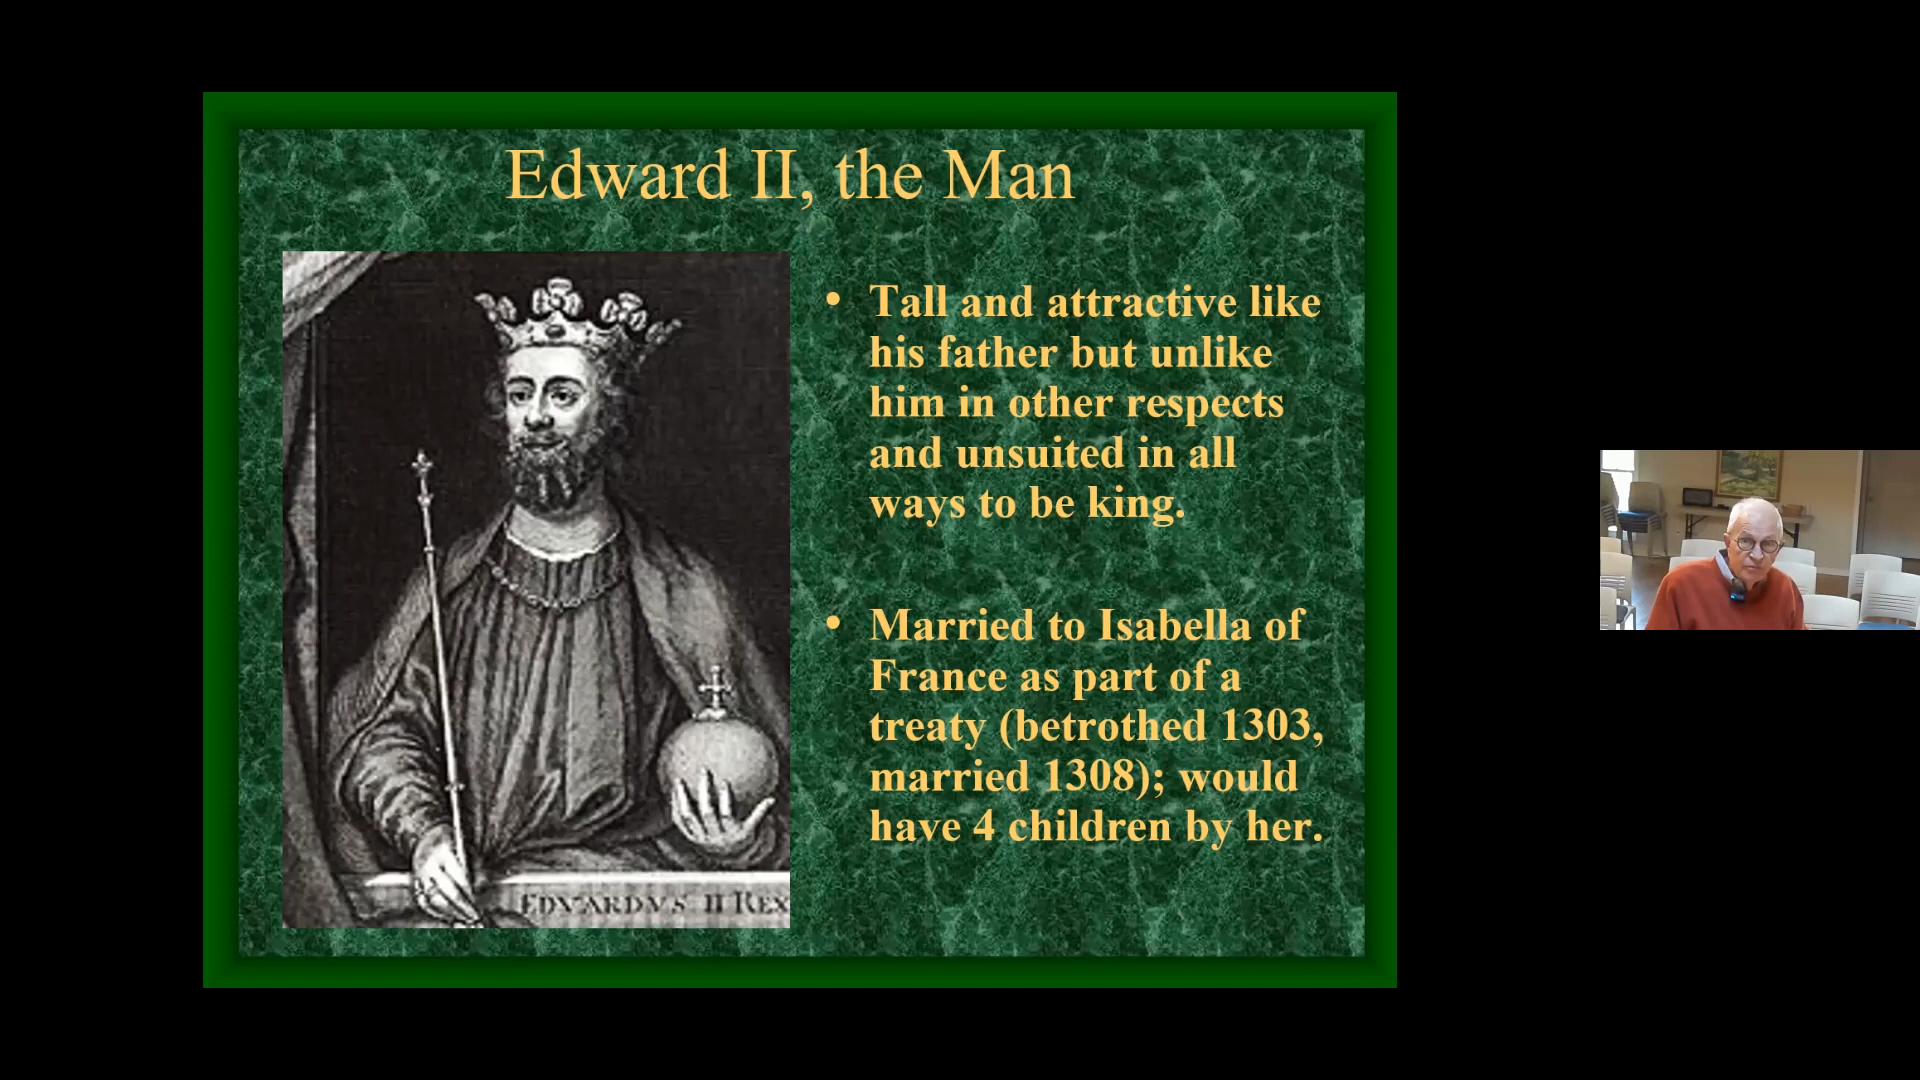 Edward II, the Man
• Tall and attractive like
his father but unlike
him in other respects
and unsuited in all
ways to be king.
• Married to Isabella of
France as part of a
treaty (betrothed 1303,
married 1308); would
have 4 children by her.
EDVARDVS II REX